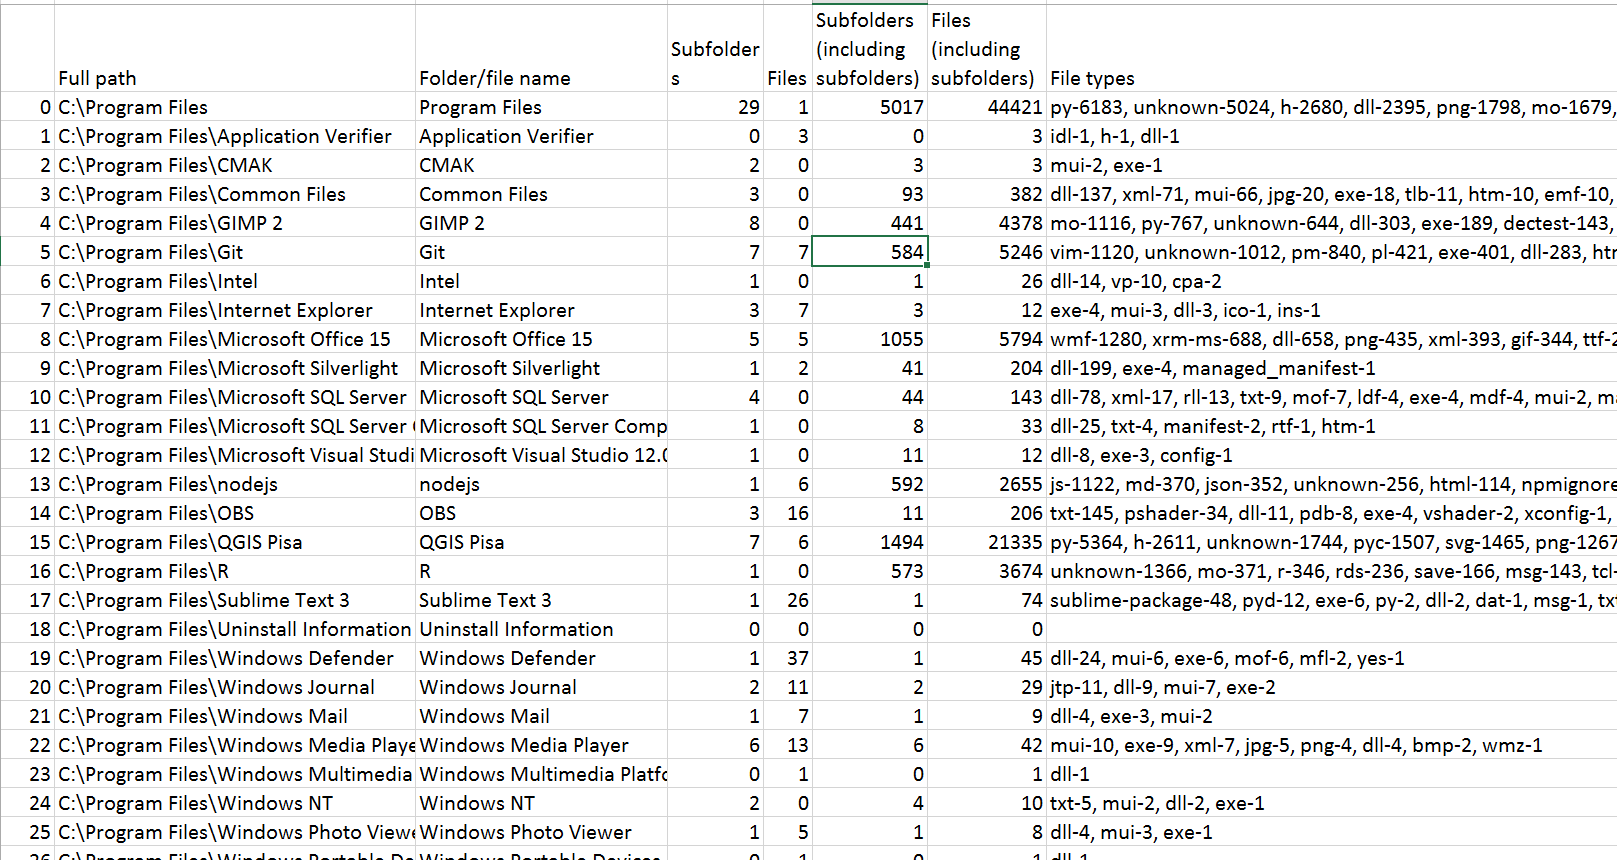 Subfolders Files
Subfolder (including (including
Full path Folder/file name s Files subfolders) subfolders) File types
0 C:\Program Files Program Files 29 1 5017 44421 py-6183, unknown-5024, h-2680, dll-2395, png-1798, mo-1679,
1 C:\Program Files\Application Verifier Application Verifier 0 3 0 3 idl-1, h-1, dll-1
2 C:\Program Files\CMAK CMAK 2 0 3 3 mui-2, exe-1
3 C:\Program Files\Common Files Common Files 3 0 93 382 dll-137, xml-71, mui-66, jpg-20, exe-18, tlb-11, htm-10, emf-10,
4 C:\Program Files\GIMP 2 GIMP 2 8 0 441 4378 mo-1116, py-767, unknown-644, dll-303, exe-189, dectest-143,
5 C:\Program Files\Git Git 7 7 584 5246 vim-1120, unknown-1012, pm-840, pl-421, exe-401, dll-283,
6 C:\Program Files\Intel Intel 1 0 1 26 dll-14, vp-10, cpa-2
7 C:\Program Files\Internet Explorer Internet Explorer 3 7 3 12 exe-4, mui-3, dll-3, ico-1, ins-1
8 C:\Program Files\Microsoft Office 15 Microsoft Office 15 5 5 1055 5794 wmf-1280, xrm-ms-688, dll-658, png-435, xml-393, gif-344,
9 C:\Program Files\Microsoft Silverlight Microsoft Silverlight 1 2 41 204 dll-199, exe-4, managed_manifest-1
10 C:\Program Files\Microsoft SQL Server Microsoft SQL Server 4 0 44 143 dll-78, xml-17, rll-13, txt-9, mof-7, ldf-4, exe-4, mdf-4, mui-2,
11 C:\Program Files\Microsoft SQL Server Microsoft SQL Server Comp 1 0 8 33 dll-25, txt-4, manifest-2, rtf-1, htm-1
12 C:\Program Files\Microsoft Visual Studi Microsoft Visual Studio 12.0 1 0 11 12 dll-8, exe-3, config-1
13 C:\Program Files\nodejs nodejs 1 6 592 2655 js-1122, md-370, json-352, unknown-256, html-114, npmignore
14 C:\Program Files\OBS OBS 3 16 11 206 txt-145, pshader-34, dll-11, pdb-8, exe-4, vshader-2, xconfig-1,
15 C:\Program Files\QGIS Pisa QGIS Pisa 7 6 1494 21335 py-5364, h-2611, unknown-1744, pyc-1507, svg-1465, png-1267
16 C:\Program Files\R R 1 0 573 3674 unknown-1366, mo-371, r-346, rds-236, save-166, msg-143, tcl-
17 C:\Program Files\Sublime Text 3 Sublime Text 3 1 26 1 74 sublime-package-48, pyd-12, exe-6, py-2, dll-2, dat-1, msg-1,
18 C:\Program Files\Uninstall Information Uninstall Information 0 0 0 0
19 C:\Program Files\Windows Defender Windows Defender 1 37 1 45 dll-24, mui-6, exe-6, mof-6, mfl-2, yes-1
20 C:\Program Files\Windows Journal Windows Journal 2 11 2 29 jtp-11, dll-9, mui-7, exe-2
21 C:\Program Files\Windows Mail Windows Mail 1 7 1 9 dll-4, exe-3, mui-2
22 C:\Program Files\Windows Media Playe Windows Media Player 6 13 6 42 mui-10, exe-9, xml-7, jpg-5, png-4, dll-4, bmp-2, wmz-1
23 C:\Program Files\Windows Multimedia Windows Multimedia Platfo 0 1 0 1 dll-1
24 C:\Program Files\Windows NT Windows NT 2 0 4 10 txt-5, mui-2, dll-2, exe-1
25 C:\Program Files\Windows Photo Viewe Windows Photo Viewer 1 5 1 8 dll-4, mui-3, exe-1
26 C:\Program Files\Windows Portable De Windows Portable Devices 0 1 0 1 dll-1